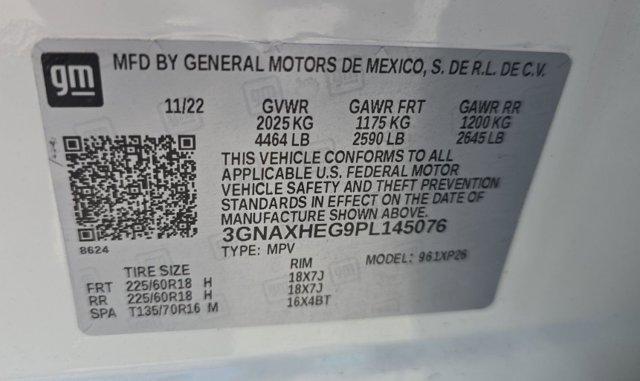 gm
MFD BY GENERAL MOTORS DE MEXICO, S. DE R.L. DE C.V.
11/22 GVWR GAWR FRT GAWR RR
2025 KG 1175 KG 1200 KG
4464 LB 2590 LB 2645 LB
THIS VEHICLE CONFORMS TO ALL
APPLICABLE U.S. FEDERAL MOTOR
VEHICLE SAFETY AND THEFT PREVENTION
STANDARDS IN EFFECT ON THE DATE OF
MANUFACTURE SHOWN ABOVE.
3GNAXHEG9PL145076
8624
TYPE: MPV MODEL: 961XP26
TIRE SIZE RIM
FRT 225/60R18 H 18X7J
RR 225/60R18 H 18X7J
SPA T135/70R16 M 16X4BT